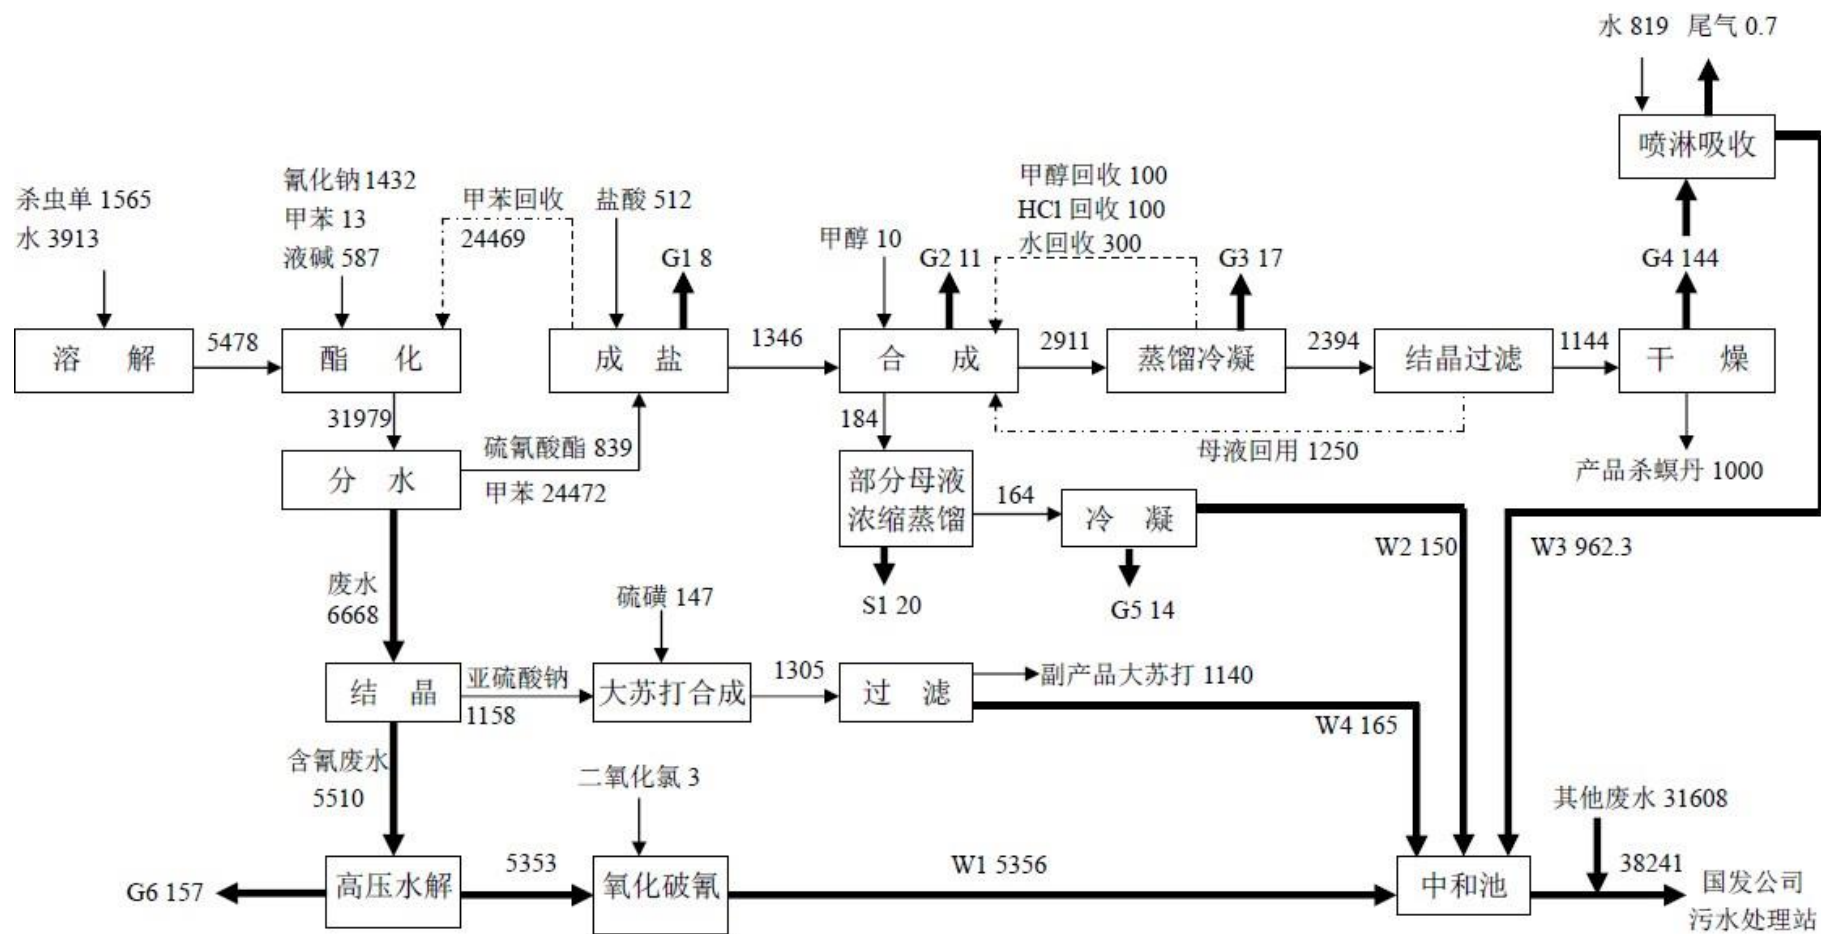 水 819 尾气 0.7
喷淋吸收
杀虫单 1565
水 3913
氰化钠 1432
甲苯 13
液碱 587
甲苯回收
24469
盐酸 512
G1 8
甲醇 10
G2 11
甲醇回收 100
HCl 回收 100
水回收 300
G3 17
G4 144
溶 解
5478
酯 化
成 盐
1346
合 成
2911
蒸馏冷凝
2394
结晶过滤
1144
干 燥
31979
184
母液回用 1250
产品杀螟丹 1000
分 水
硫氰酸酯 839
甲苯 24472
部分母液
浓缩蒸馏
164
冷 凝
W2 150
W3 962.3
S1 20
G5 14
废水
6668
硫磺 147
结 晶
亚硫酸钠
1158
大苏打合成
1305
过 滤
副产品大苏打 1140
W4 165
含氰废水
5510
二氧化氯 3
其他废水 31608
G6 157
高压水解
5353
氧化破氰
W1 5356
中和池
38241
国发公司
污水处理站